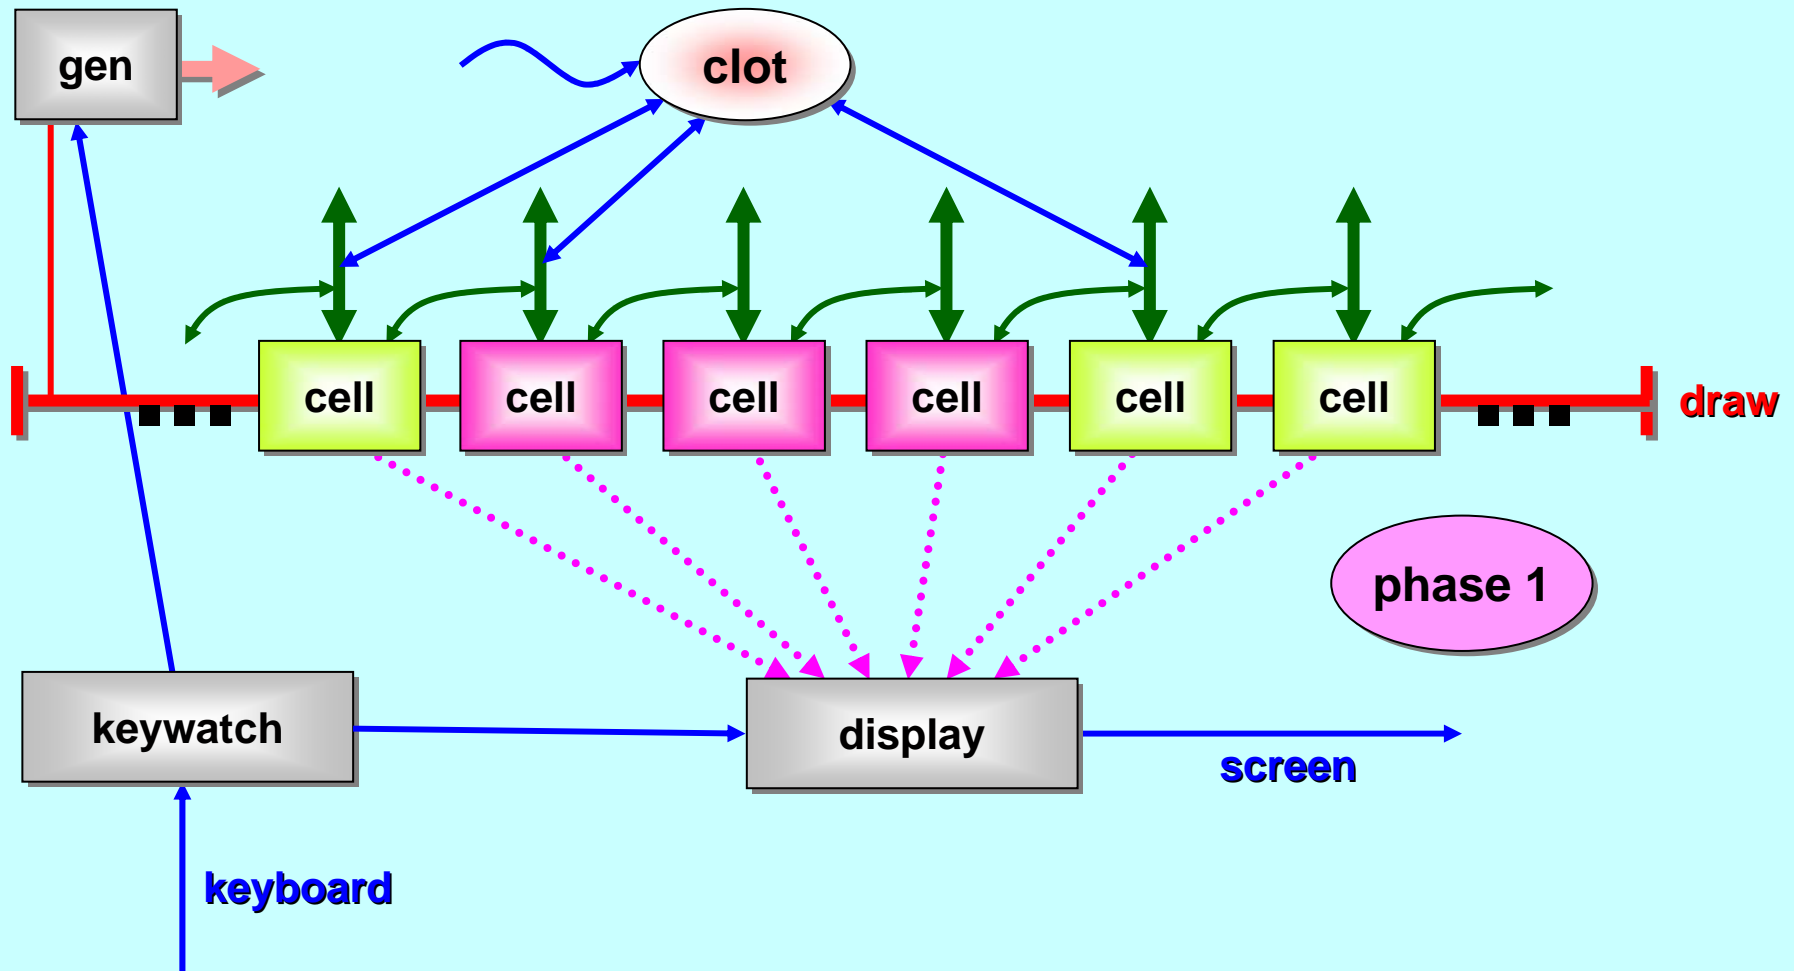 gen
clot
cell
cell
cell
cell
cell
cell
draw
phase 1
keywatch
display
screen
keyboard